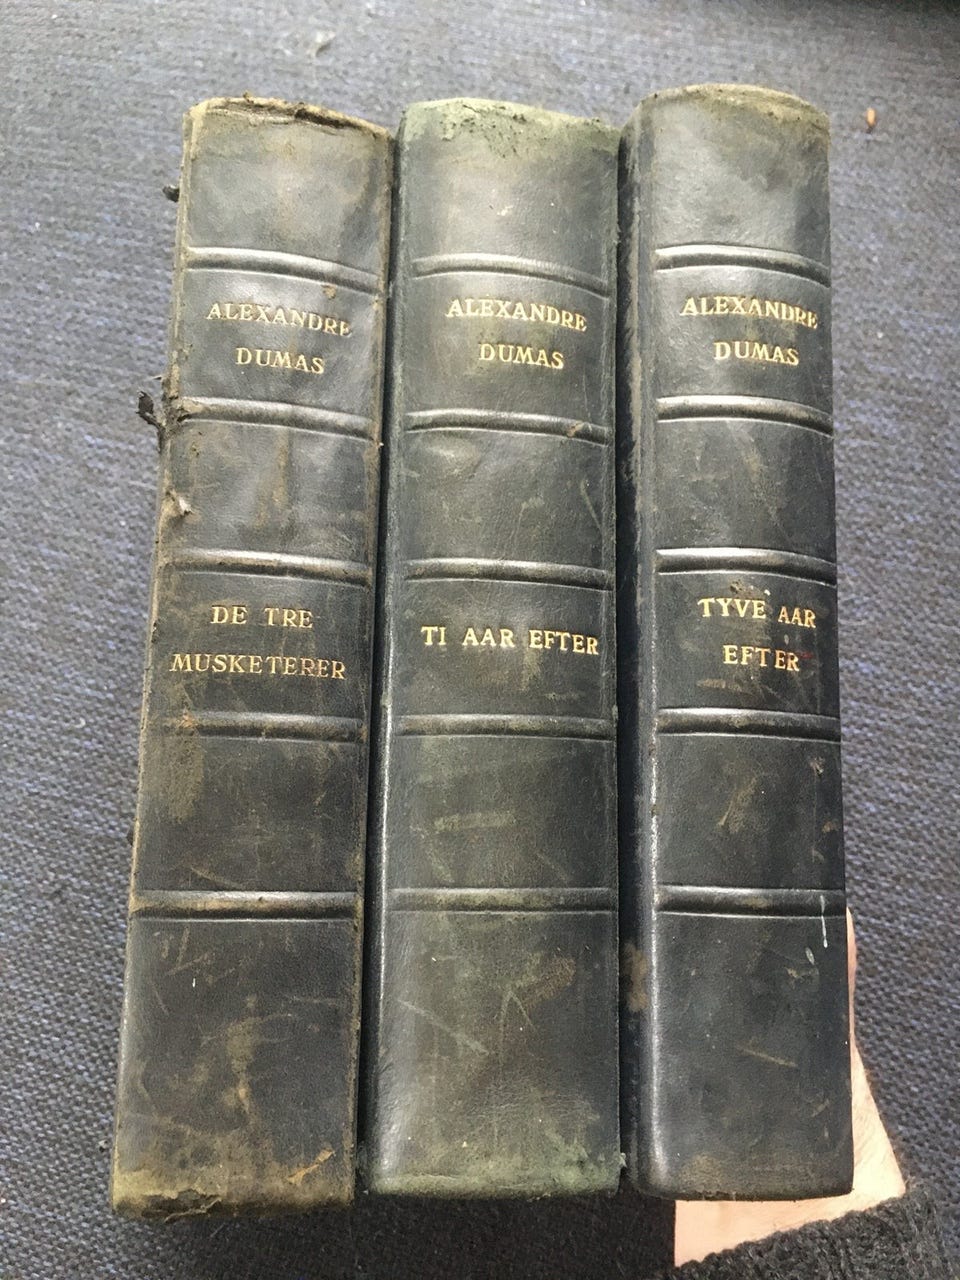 ALEXANDRE
DUMAS
DE TRE
MUSKETERER
ALEXANDRE
DUMAS
TI AAR EFTER
ALEXANDRE
DUMAS
TYVE AAR
EFTER